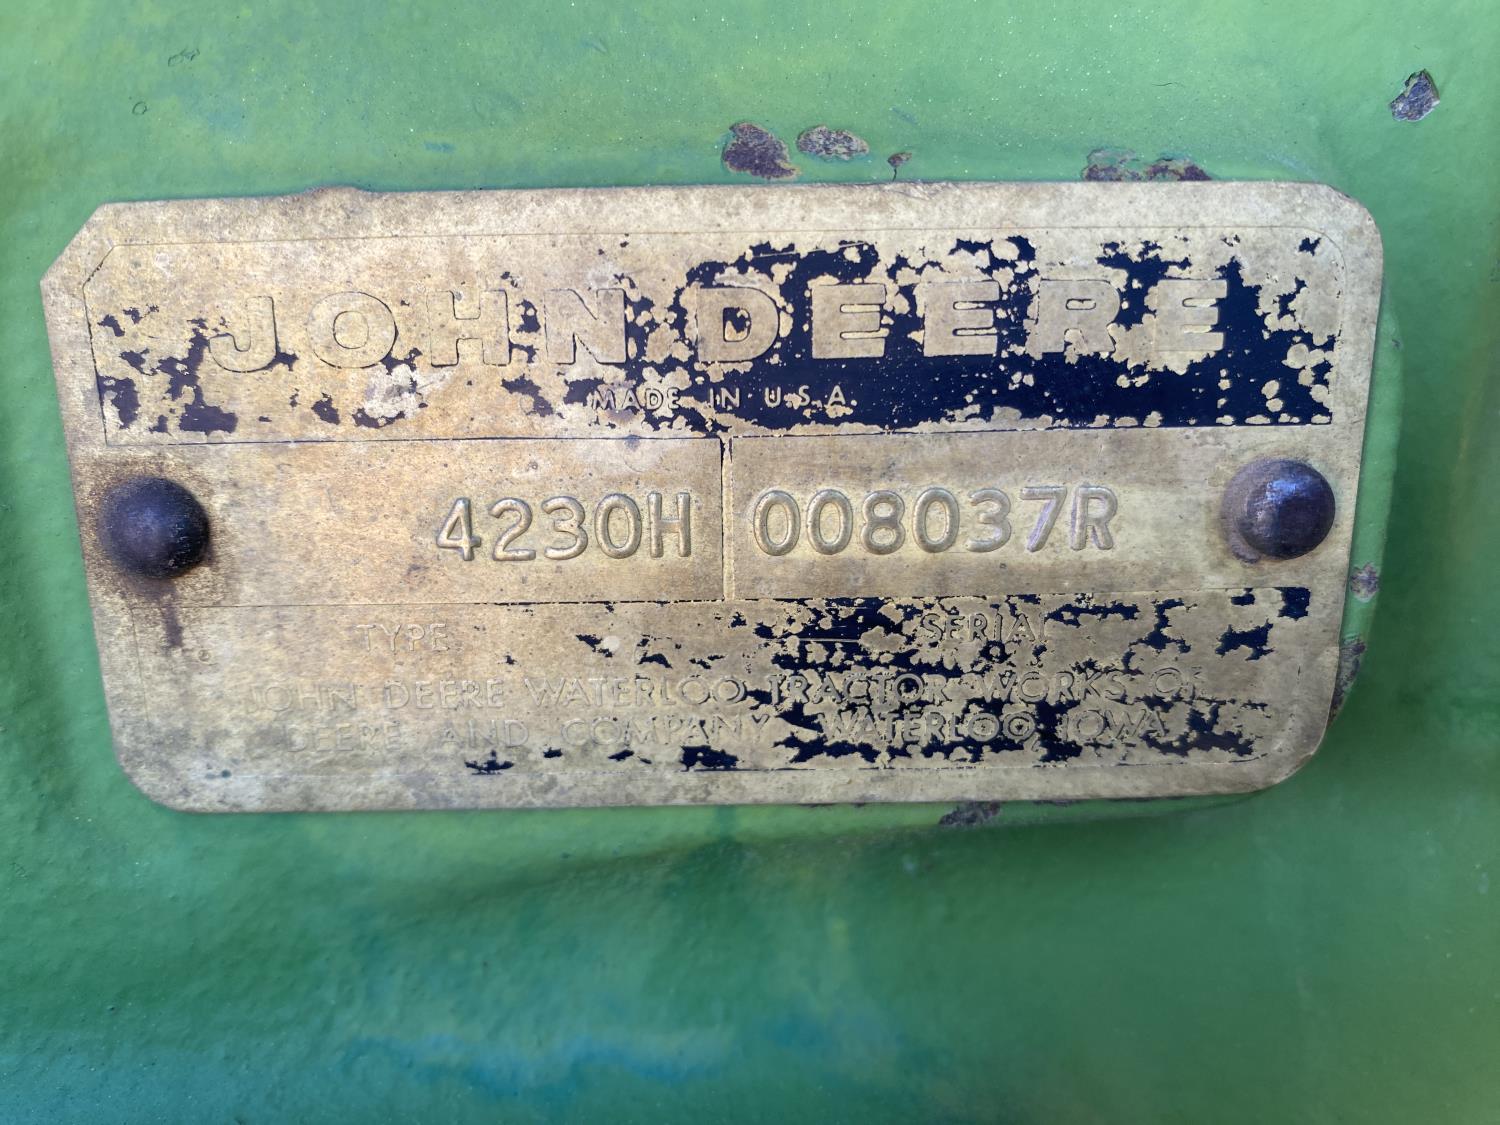 JOHN DEERE
MADE IN U.S.A.
4230H 008037R
TYPE SERIAL
JOHN DEERE WATERLOO TRACTOR WORKS OF
DEERE AND COMPANY WATERLOO, IOWA